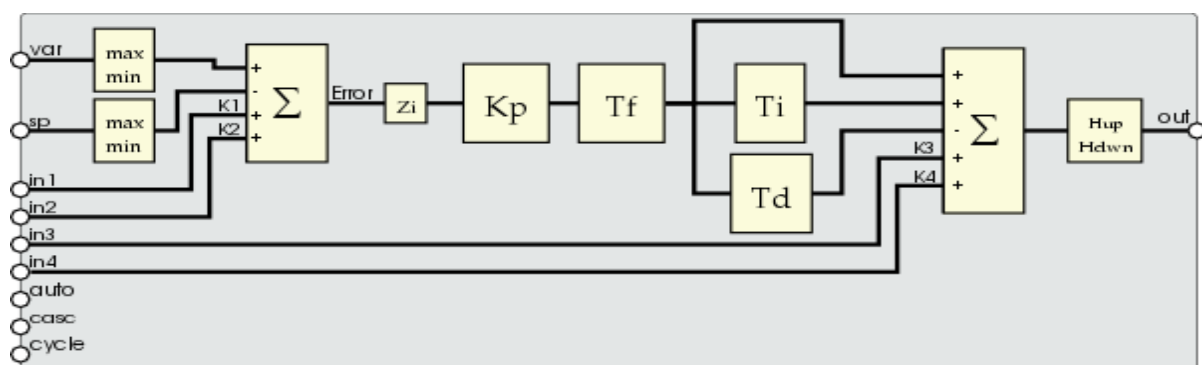 var
max
min
+
-
K1
+
K2
+
Σ
Error
Zi
Kp
Tf
Ti
Td
sp
max
min
+
+
-
K3
+
K4
+
Σ
Hup
Hdwn
out
in1
in2
in3
in4
auto
casc
cycle